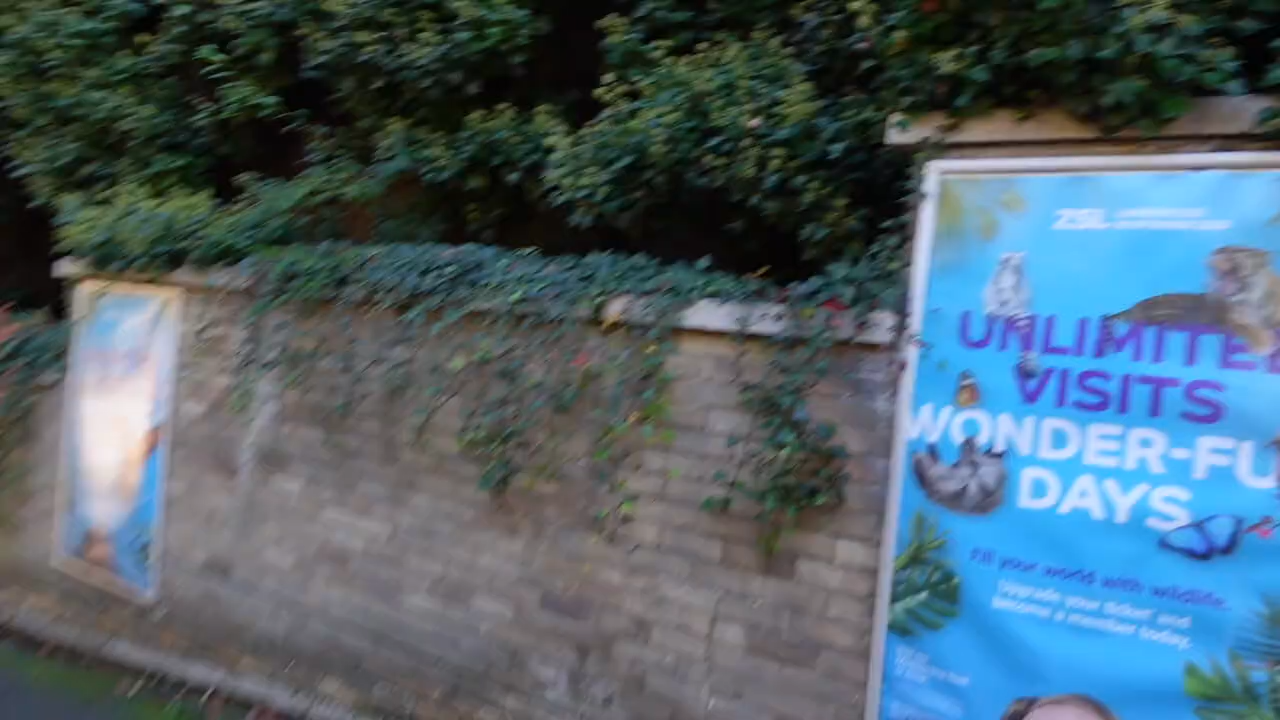 ZSL
UNLIMITE
VISITS
WONDER-FU
DAYS
Fill your world with wildlife.
Upgrade your ticket and
become a member today.